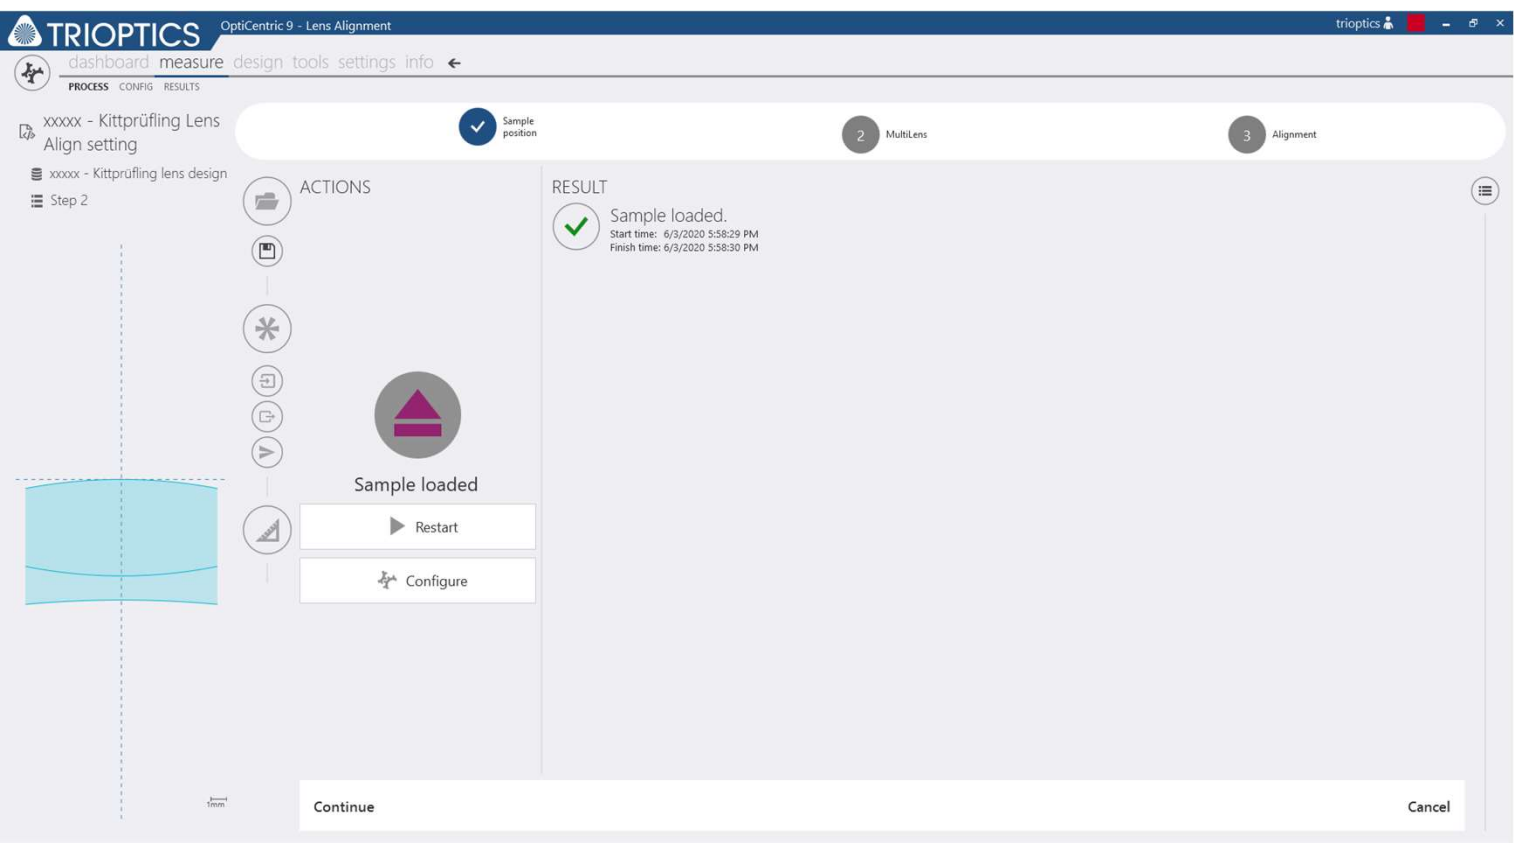 TRIOPTICS
OptiCentric 9 - Lens Alignment
trioptics
dashboard measure design tools settings info
PROCESS CONFIG RESULTS
xxxxx - Kittprüfling Lens
Align setting
xxxxx - Kittprüfling lens design
Step 2
Sample
position
2 MultiLens
3 Alignment
ACTIONS
Sample loaded
Restart
Configure
RESULT
Sample loaded.
Start time: 6/3/2020 5:58:29 PM
Finish time: 6/3/2020 5:58:30 PM
1mm
Continue
Cancel